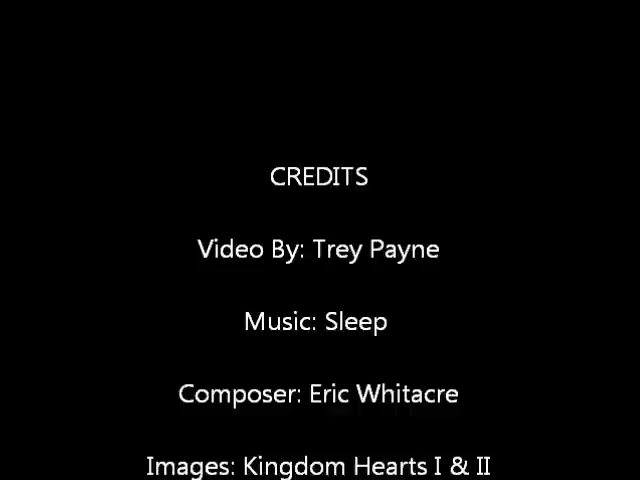 CREDITS
Video By: Trey Payne
Music: Sleep
Composer: Eric Whitacre
Images: Kingdom Hearts I & II